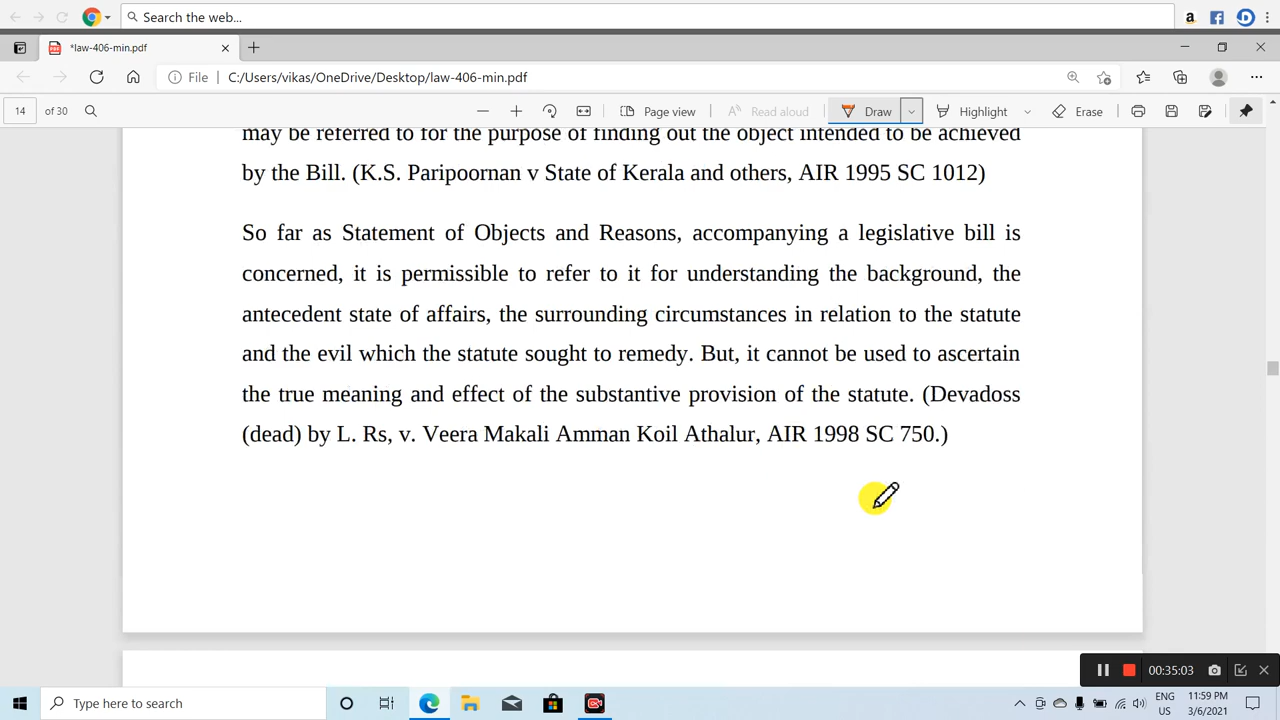 Search the web...
*law-406-min.pdf
File
C:/Users/vikas/OneDrive/Desktop/law-406-min.pdf
14 of 30
Page view
Read aloud
Draw
Highlight
Erase
may be referred to for the purpose of finding out the object intended to be achieved
by the Bill. (K.S. Paripoornan v State of Kerala and others, AIR 1995 SC 1012)
So far as Statement of Objects and Reasons, accompanying a legislative bill is
concerned, it is permissible to refer to it for understanding the background, the
antecedent state of affairs, the surrounding circumstances in relation to the statute
and the evil which the statute sought to remedy. But, it cannot be used to ascertain
the true meaning and effect of the substantive provision of the statute. (Devadoss
(dead) by L. Rs, v. Veera Makali Amman Koil Athalur, AIR 1998 SC 750.)
00:35:03
Type here to search
ENG
US
11:59 PM
3/6/2021